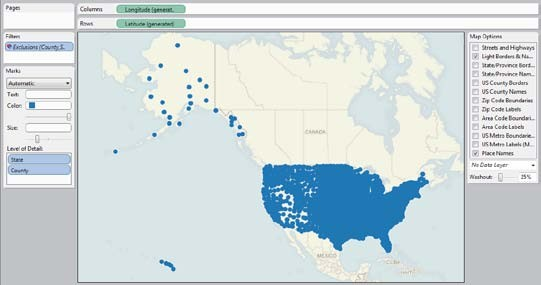 Pages
Columns
Longitude (generat..
Rows
Latitude (generated)
Filters
Exclusions (County,S..
Marks
Automatic
Text:
Color:
Size:
Level of Detail:
State
County
CANADA
MEXICO
CUBA
HAITI
Map Options
Streets and Highways
Light Borders & Na...
State/Province Bord...
State/Province Nam...
US County Borders
US County Names
Zip Code Boundaries
Zip Code Labels
Area Code Boundari...
Area Code Labels
US Metro Boundarie...
US Metro Labels (M...
Place Names
No Data Layer
Washout:
25%